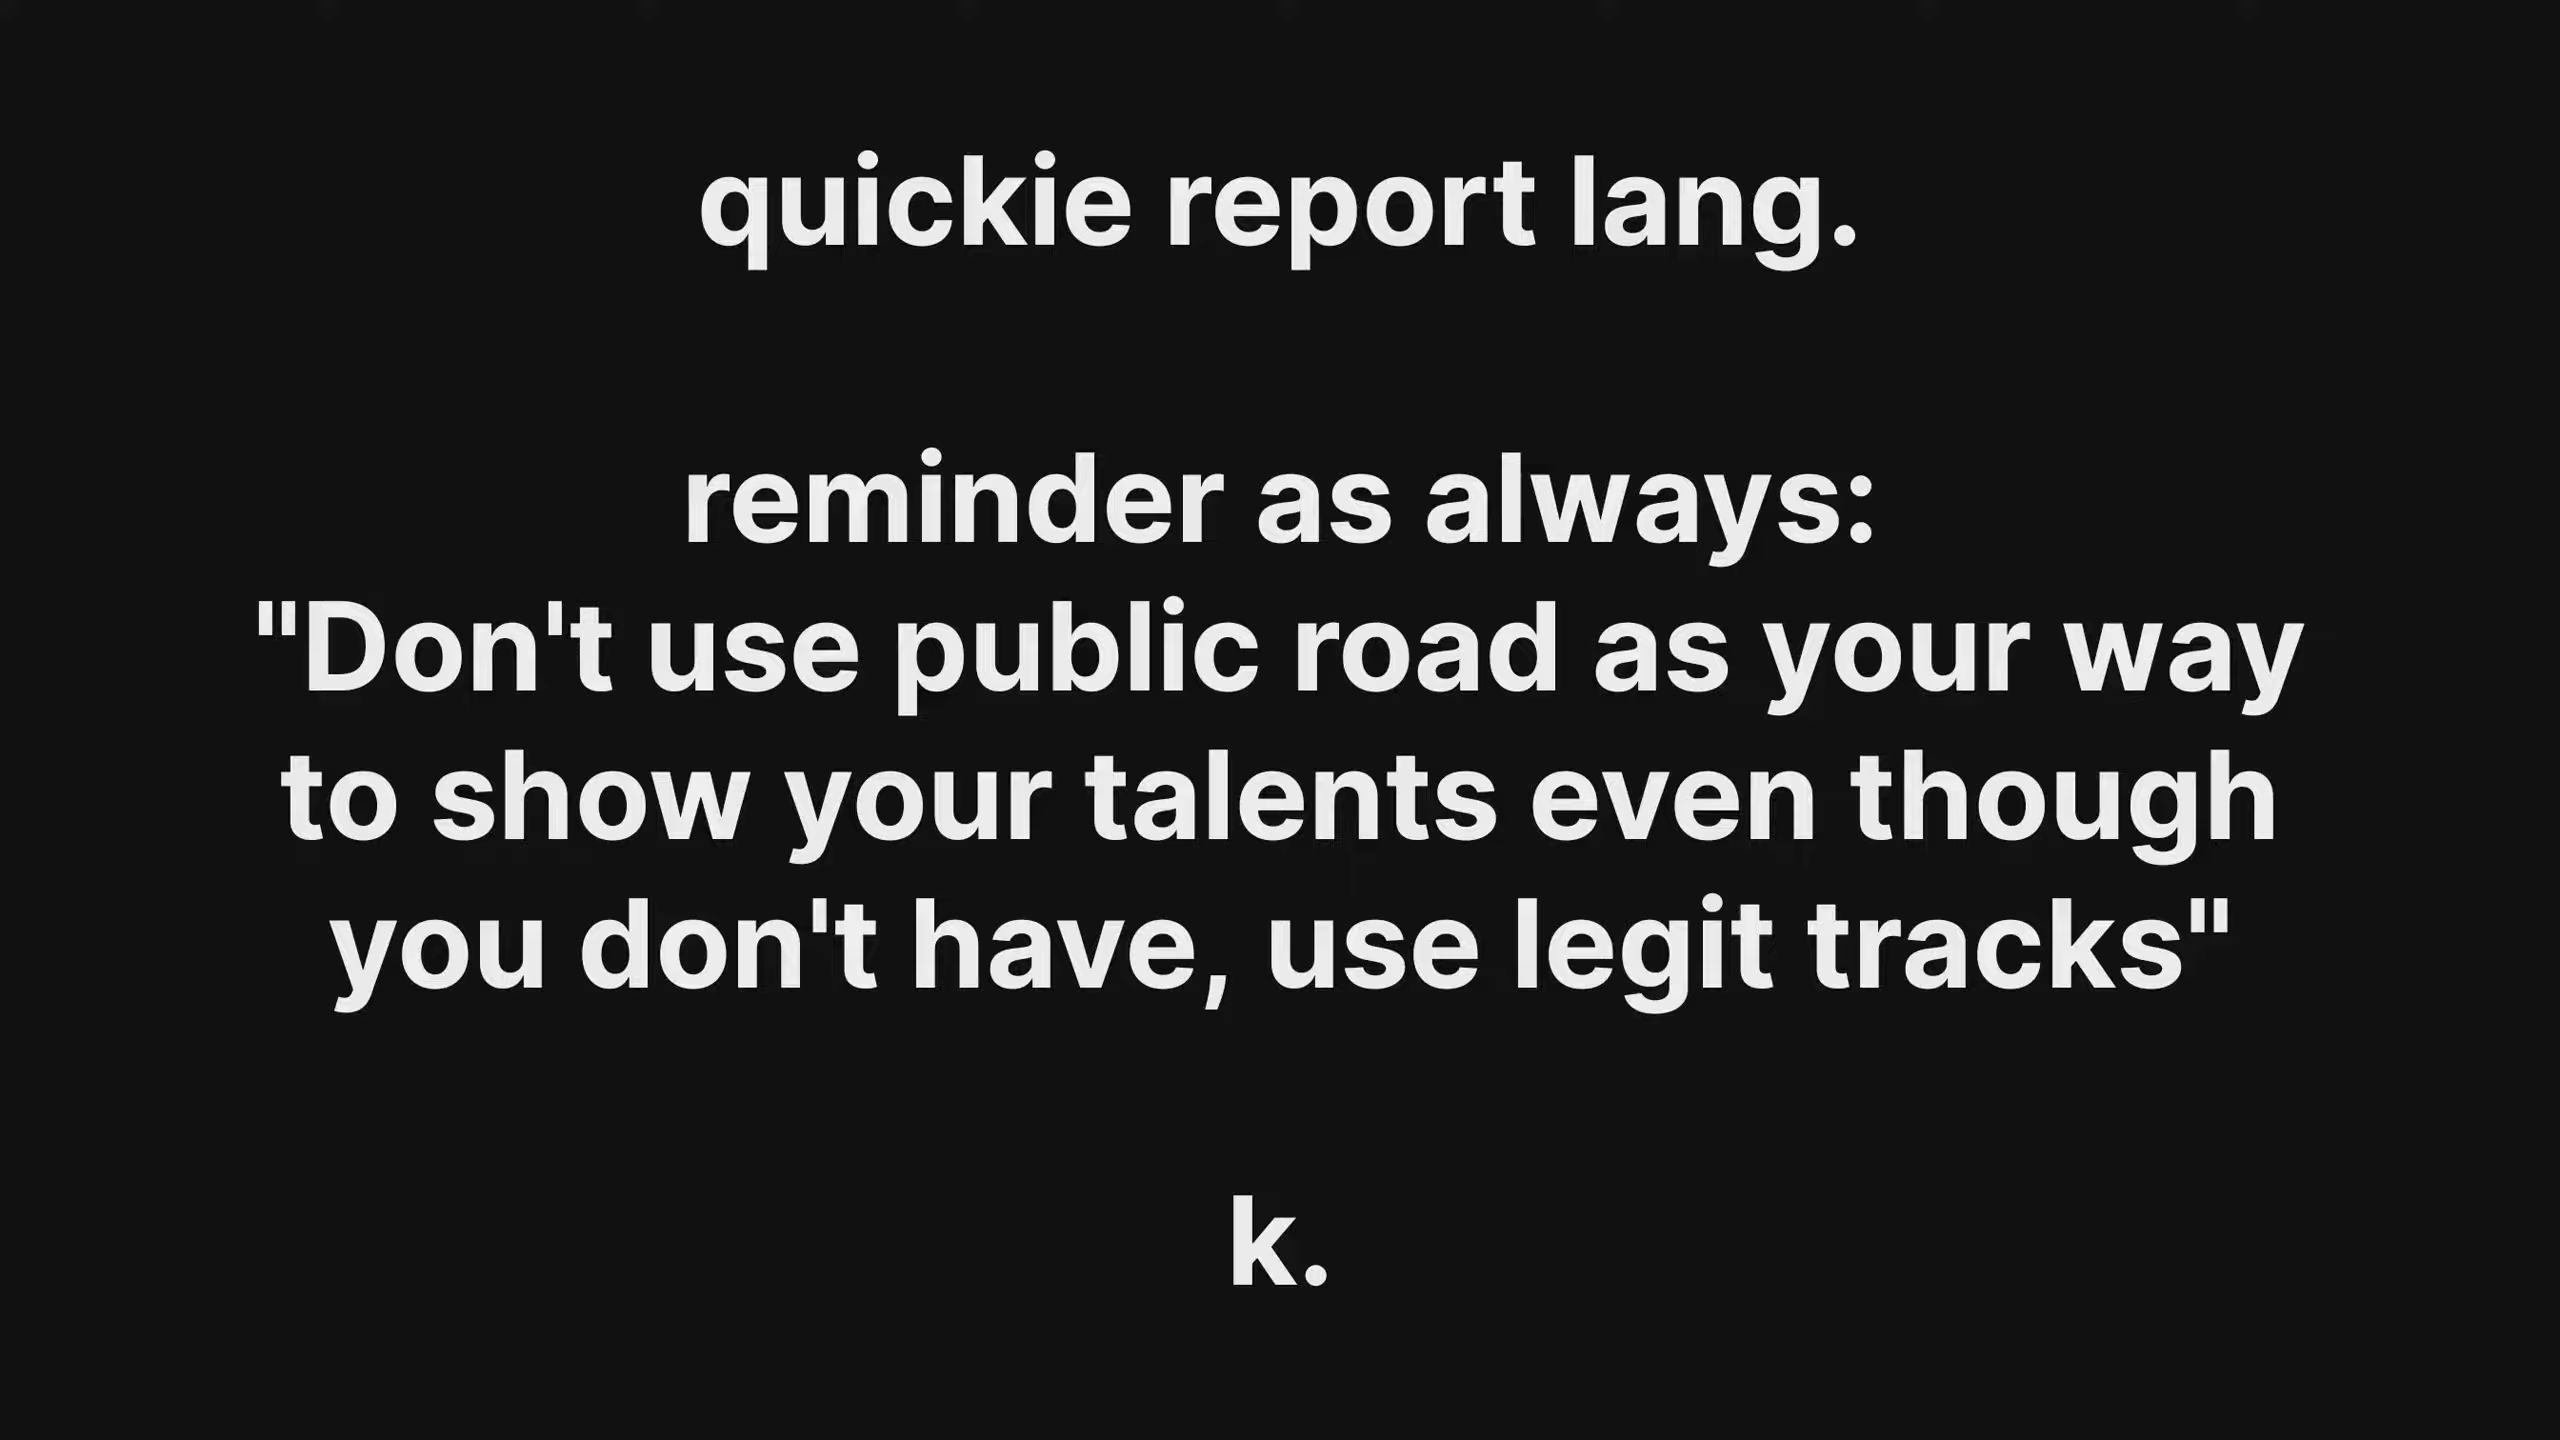 quickie report lang.
reminder as always:
"Don't use public road as your way
to show your talents even though
you don't have, use legit tracks"
k.